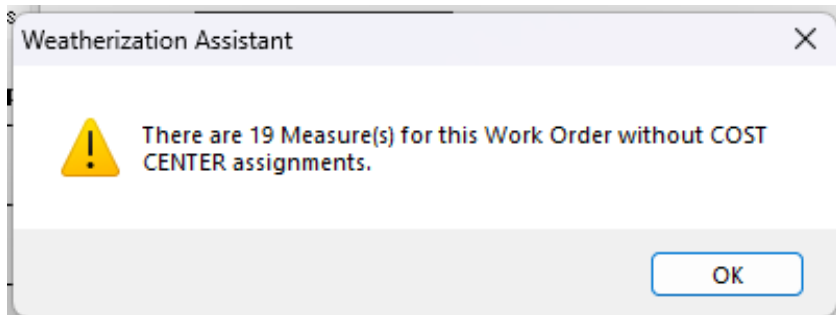 Weatherization Assistant
There are 19 Measure(s) for this Work Order without COST
CENTER assignments.
OK